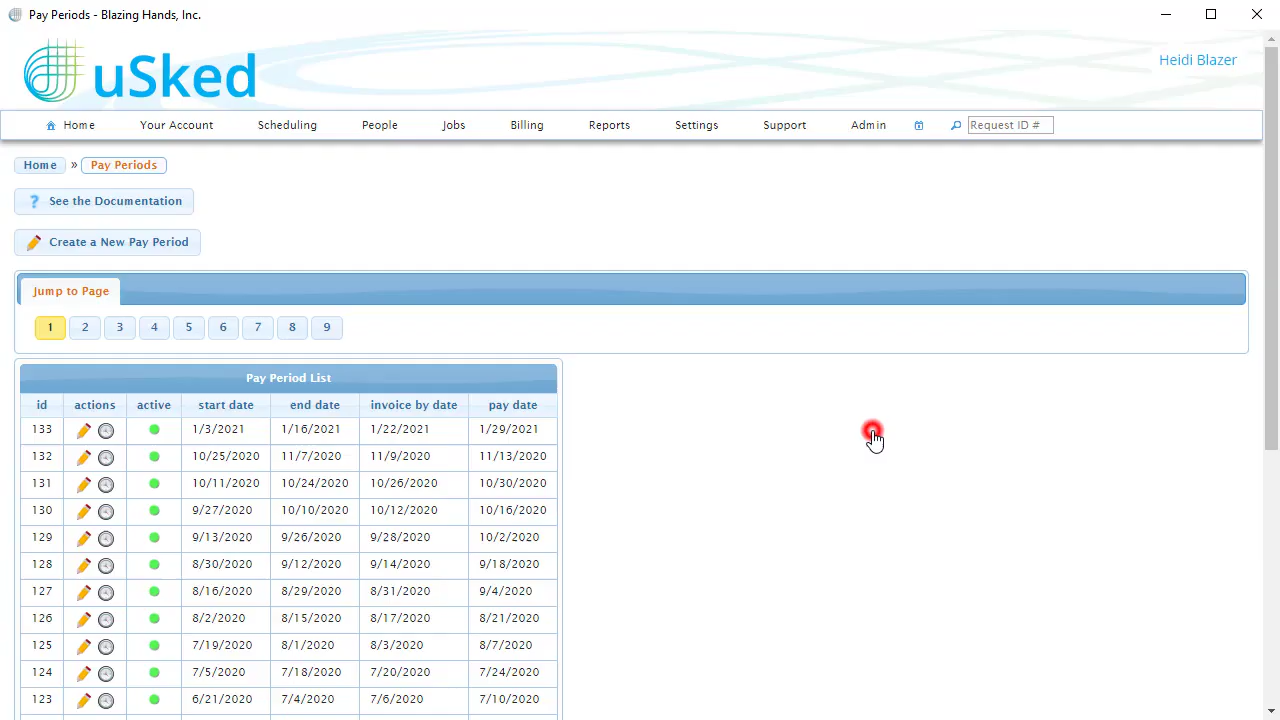 Pay Periods - Blazing Hands, Inc.
uSked
Heidi Blazer
Home Your Account Scheduling People Jobs Billing Reports Settings Support Admin Request ID #
Home » Pay Periods
? See the Documentation
Create a New Pay Period
Jump to Page
1 2 3 4 5 6 7 8 9
Pay Period List
id actions active start date end date invoice by date pay date
133 1/3/2021 1/16/2021 1/22/2021 1/29/2021
132 10/25/2020 11/7/2020 11/9/2020 11/13/2020
131 10/11/2020 10/24/2020 10/26/2020 10/30/2020
130 9/27/2020 10/10/2020 10/12/2020 10/16/2020
129 9/13/2020 9/26/2020 9/28/2020 10/2/2020
128 8/30/2020 9/12/2020 9/14/2020 9/18/2020
127 8/16/2020 8/29/2020 8/31/2020 9/4/2020
126 8/2/2020 8/15/2020 8/17/2020 8/21/2020
125 7/19/2020 8/1/2020 8/3/2020 8/7/2020
124 7/5/2020 7/18/2020 7/20/2020 7/24/2020
123 6/21/2020 7/4/2020 7/6/2020 7/10/2020